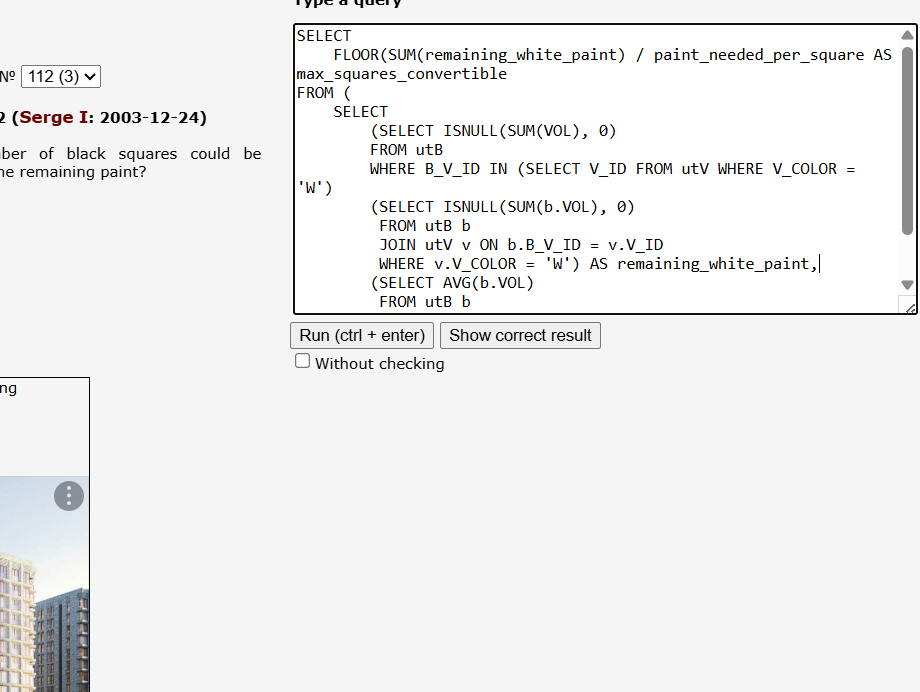 Type a query
Nº 112 (3)
2 (Serge I: 2003-12-24)
ber of black squares could be
he remaining paint?
SELECT
FLOOR(SUM(remaining_white_paint) / paint_needed_per_square AS
max_squares_convertible
FROM (
SELECT
(SELECT ISNULL(SUM(VOL), 0)
FROM utB
WHERE B_V_ID IN (SELECT V_ID FROM utV WHERE V_COLOR =
'W')
(SELECT ISNULL(SUM(b.VOL), 0)
FROM utB b
JOIN utV v ON b.B_V_ID = v.V_ID
WHERE v.V_COLOR = 'W') AS remaining_white_paint,
(SELECT AVG(b.VOL)
FROM utB b
Run (ctrl + enter) Show correct result
Without checking
ng